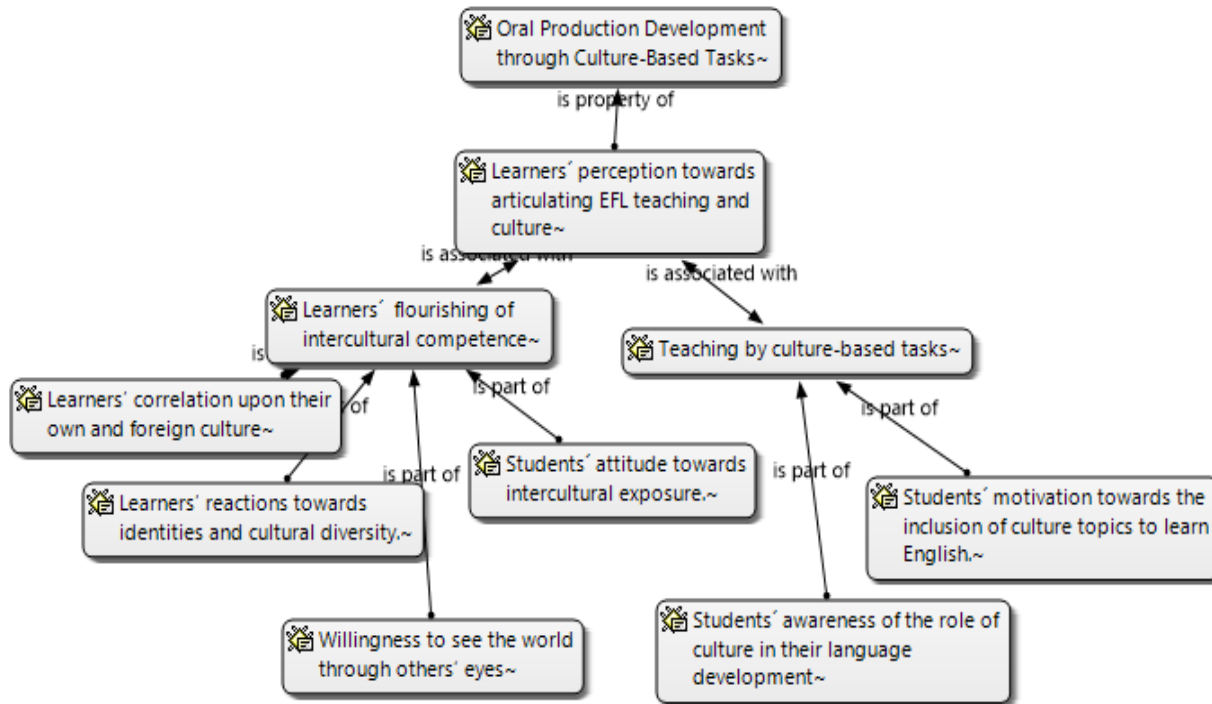 Oral Production Development
through Culture-Based Tasks~
is property of
Learners´ perception towards
articulating EFL teaching and
culture~
is associated with
is associated with
Learners´ flourishing of
intercultural competence~
Teaching by culture-based tasks~
is
Learners´ correlation upon their
own and foreign culture~
of
is part of
is part of
Students´ attitude towards
intercultural exposure.~
is part of
is part of
Learners´ reactions towards
identities and cultural diversity.~
Students´ motivation towards the
inclusion of culture topics to learn
English.~
Willingness to see the world
through others´ eyes~
Students´ awareness of the role of
culture in their language
development~